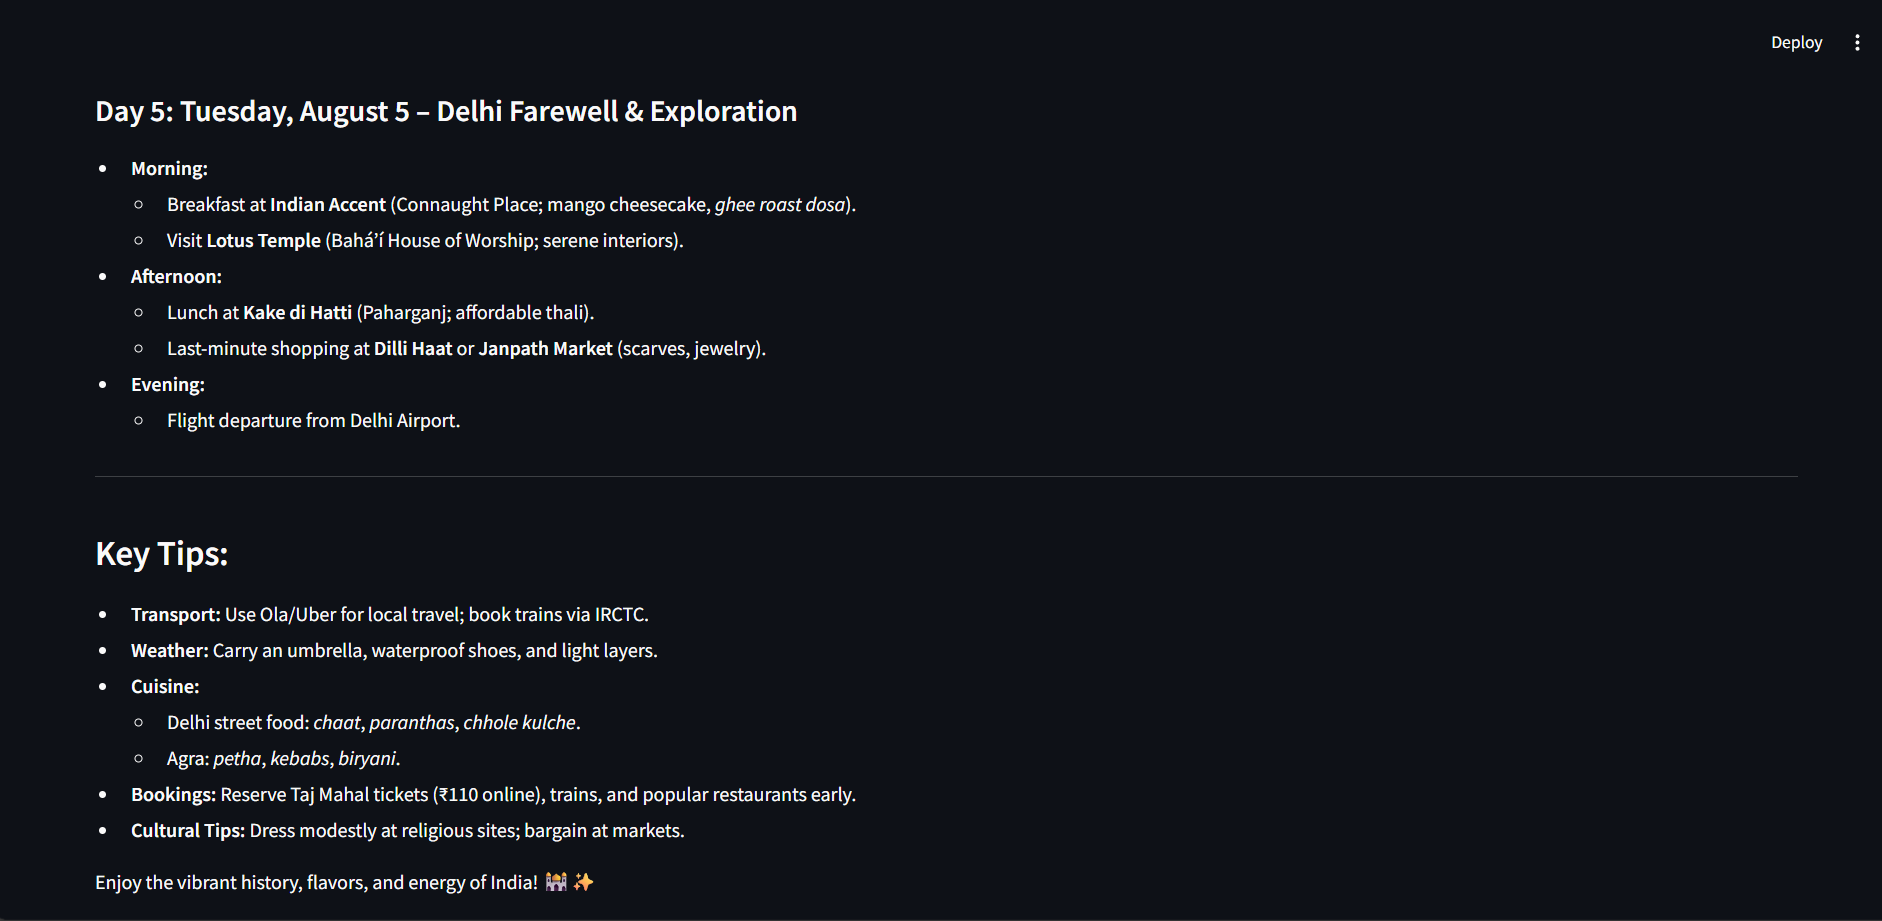 Deploy
Day 5: Tuesday, August 5 – Delhi Farewell & Exploration
Morning:
Breakfast at Indian Accent (Connaught Place; mango cheesecake, ghee roast dosa).
Visit Lotus Temple (Bahá’í House of Worship; serene interiors).
Afternoon:
Lunch at Kake di Hatti (Paharganj; affordable thali).
Last-minute shopping at Dilli Haat or Janpath Market (scarves, jewelry).
Evening:
Flight departure from Delhi Airport.
Key Tips:
Transport: Use Ola/Uber for local travel; book trains via IRCTC.
Weather: Carry an umbrella, waterproof shoes, and light layers.
Cuisine:
Delhi street food: chaat, paranthas, chhole kulche.
Agra: petha, kebabs, biryani.
Bookings: Reserve Taj Mahal tickets (₹110 online), trains, and popular restaurants early.
Cultural Tips: Dress modestly at religious sites; bargain at markets.
Enjoy the vibrant history, flavors, and energy of India! 🕌✨